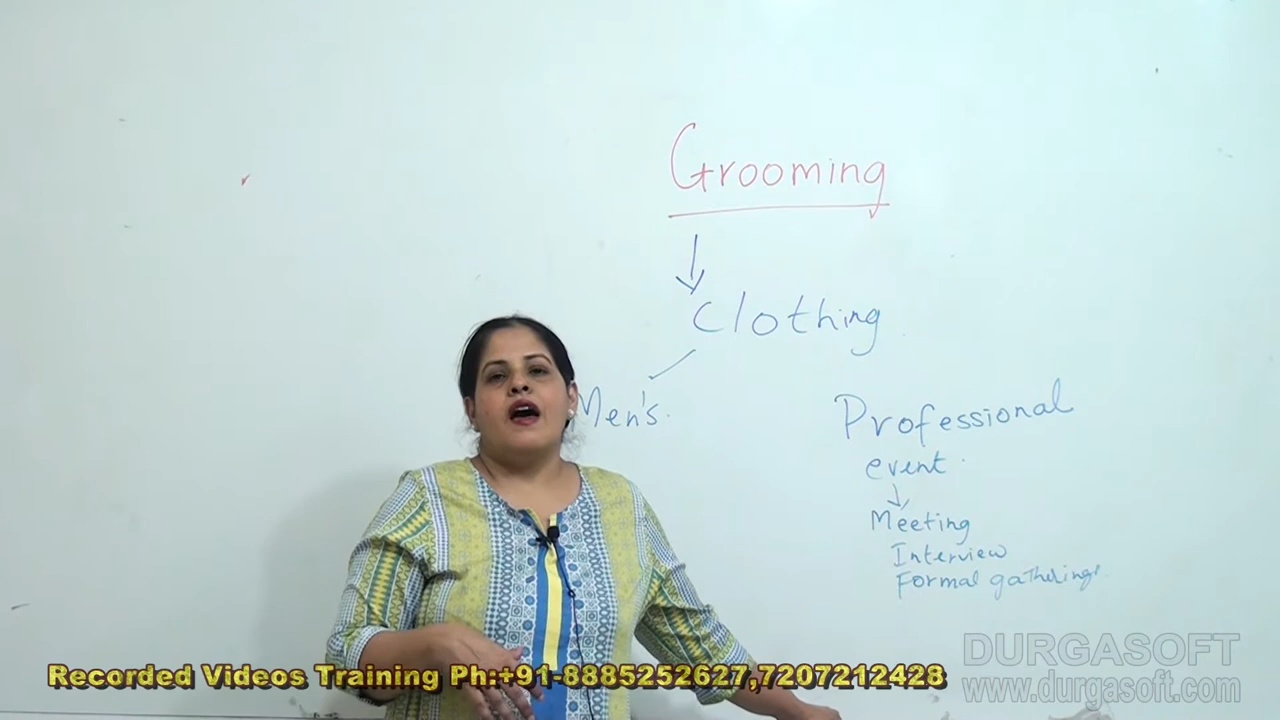 Grooming
Clothing
Men's.
Professional
event.
Meeting
Interview
Formal gatherings
DURGASOFT
www.durgasoft.com
Recorded Videos Training Ph:+91-8885252627,7207212428